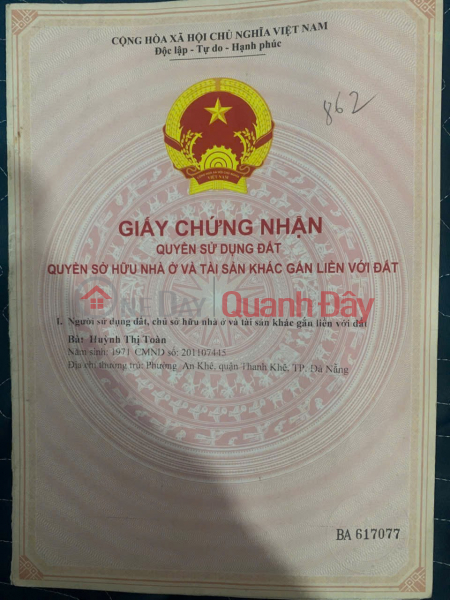 CỘNG HÒA XÃ HỘI CHỦ NGHĨA VIỆT NAM
Độc lập - Tự do - Hạnh phúc
862
GIẤY CHỨNG NHẬN
QUYỀN SỬ DỤNG ĐẤT
QUYỀN SỞ HỮU NHÀ Ở VÀ TÀI SẢN KHÁC GẮN LIỀN VỚI ĐẤT
ONEDAY Quanh Đây
I. Người sử dụng đất, chủ sở hữu nhà ở và tài sản khác gắn liền với đất
Bà: Huỳnh Thị Toàn
Năm sinh: 1971 CMND số: 201107445
Địa chỉ thường trú: Phường An Khê, quận Thanh Khê, TP. Đà Nẵng
BA 617077